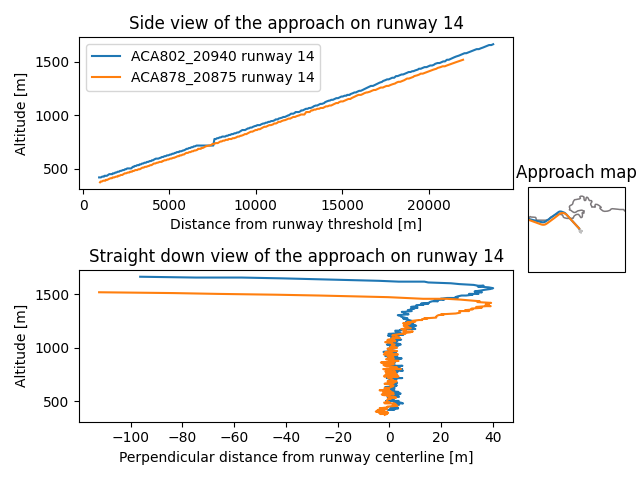 Side view of the approach on runway 14
1500
1000
500
Altitude [m]
ACA802_20940 runway 14
ACA878_20875 runway 14
0
5000
10000
15000
20000
Distance from runway threshold [m]
Approach map
Straight down view of the approach on runway 14
1500
1000
500
Altitude [m]
−100
−80
−60
−40
−20
0
20
40
Perpendicular distance from runway centerline [m]